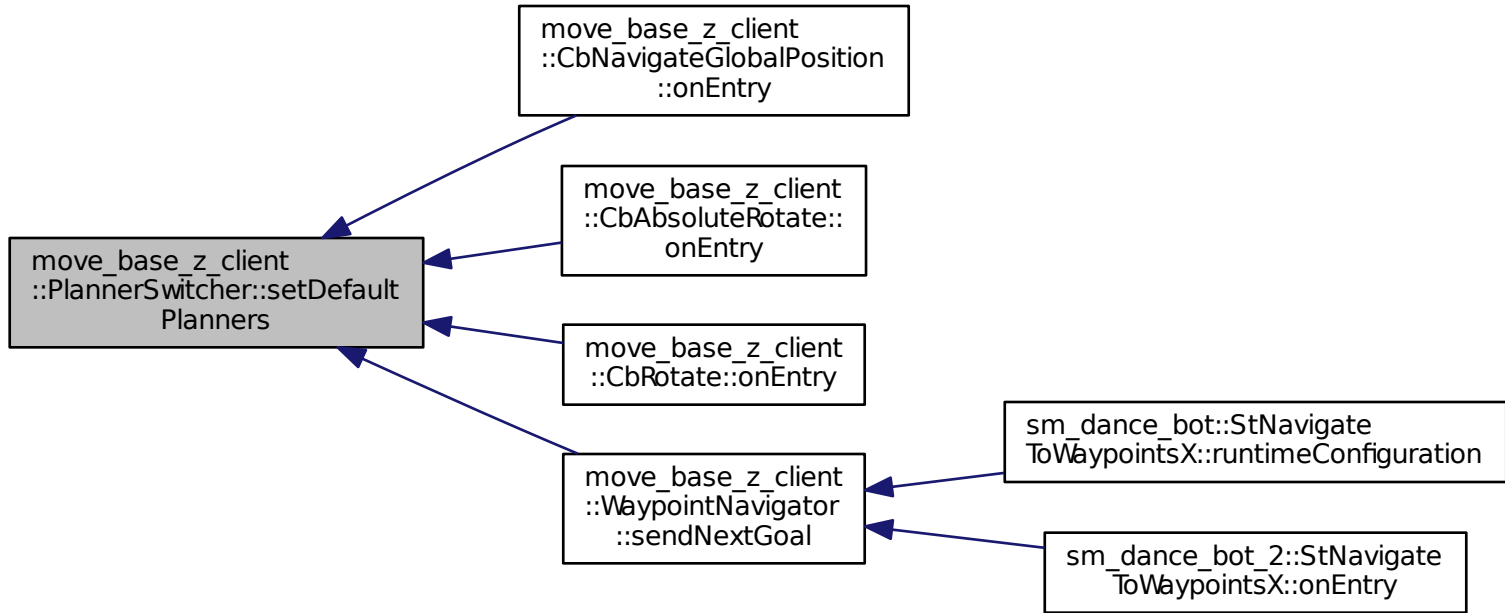 move_base_z_client
::CbNavigateGlobalPosition
::onEntry
move_base_z_client
::CbAbsoluteRotate::
onEntry
move_base_z_client
::PlannerSwitcher::setDefault
Planners
move_base_z_client
::CbRotate::onEntry
sm_dance_bot::StNavigate
ToWaypointsX::runtimeConfiguration
move_base_z_client
::WaypointNavigator
::sendNextGoal
sm_dance_bot_2::StNavigate
ToWaypointsX::onEntry